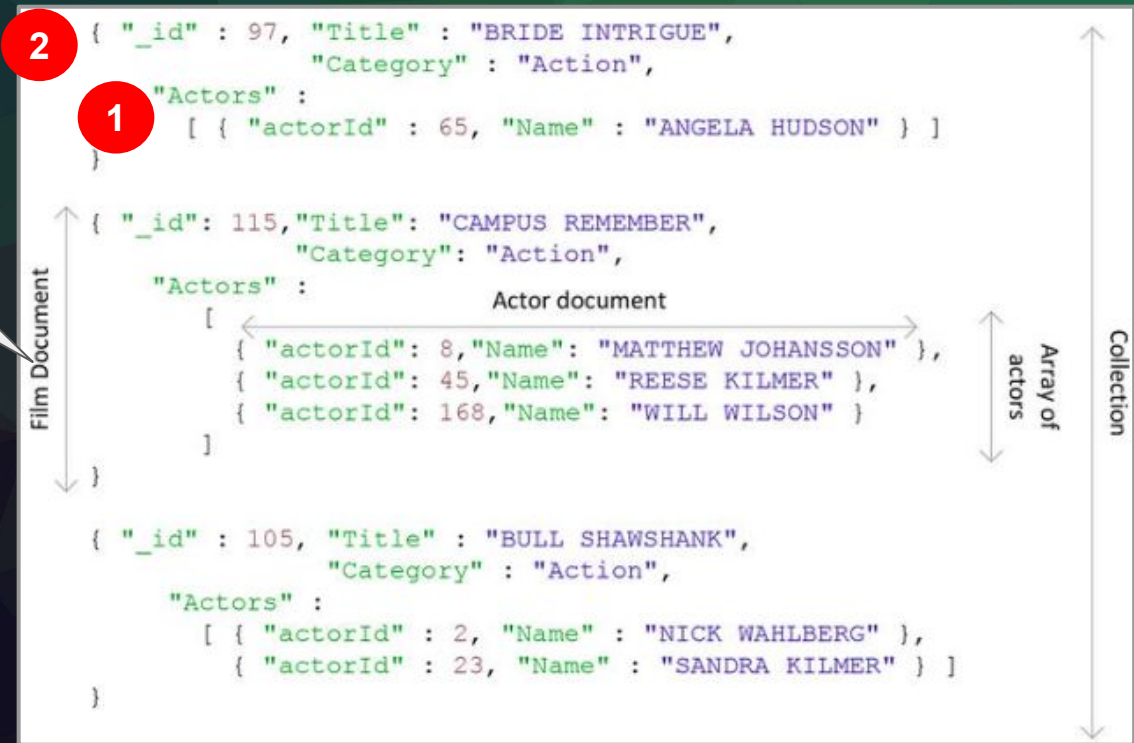 2
{ "_id" : 97, "Title" : "BRIDE INTRIGUE",
"Category" : "Action",
"Actors" :
1
[ { "actorId" : 65, "Name" : "ANGELA HUDSON" } ]
}
{ "_id": 115,"Title": "CAMPUS REMEMBER",
"Category": "Action",
"Actors" :
Actor document
[
{ "actorId": 8,"Name": "MATTHEW JOHANSSON" },
{ "actorId": 45,"Name": "REESE KILMER" },
{ "actorId": 168,"Name": "WILL WILSON" }
]
}
Film Document
Array of
actors
Collection
{ "_id" : 105, "Title" : "BULL SHAWSHANK",
"Category" : "Action",
"Actors" :
[ { "actorId" : 2, "Name" : "NICK WAHLBERG" },
{ "actorId" : 23, "Name" : "SANDRA KILMER" } ]
}